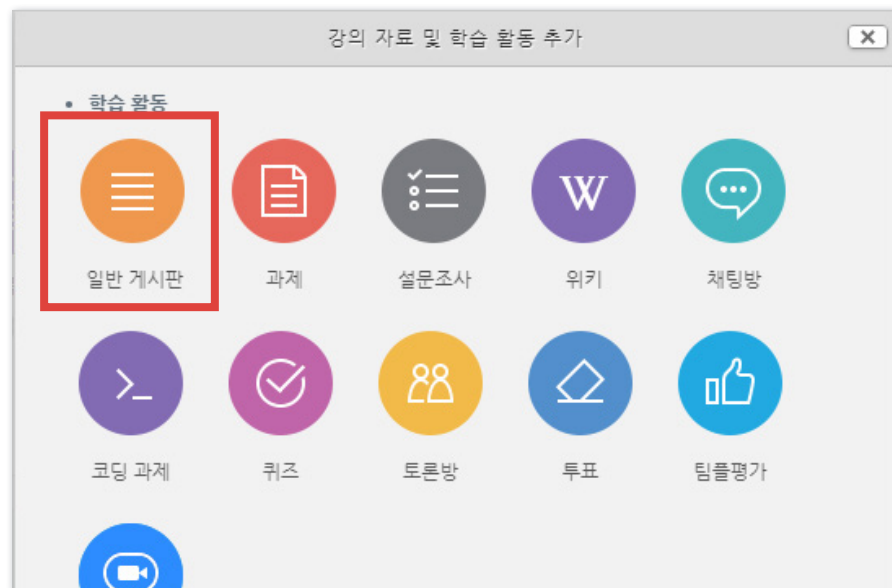 강의 자료 및 학습 활동 추가
학습 활동
일반 게시판 과제 설문조사 위키 채팅방
W
코딩 과제 퀴즈 토론방 투표 팀플평가